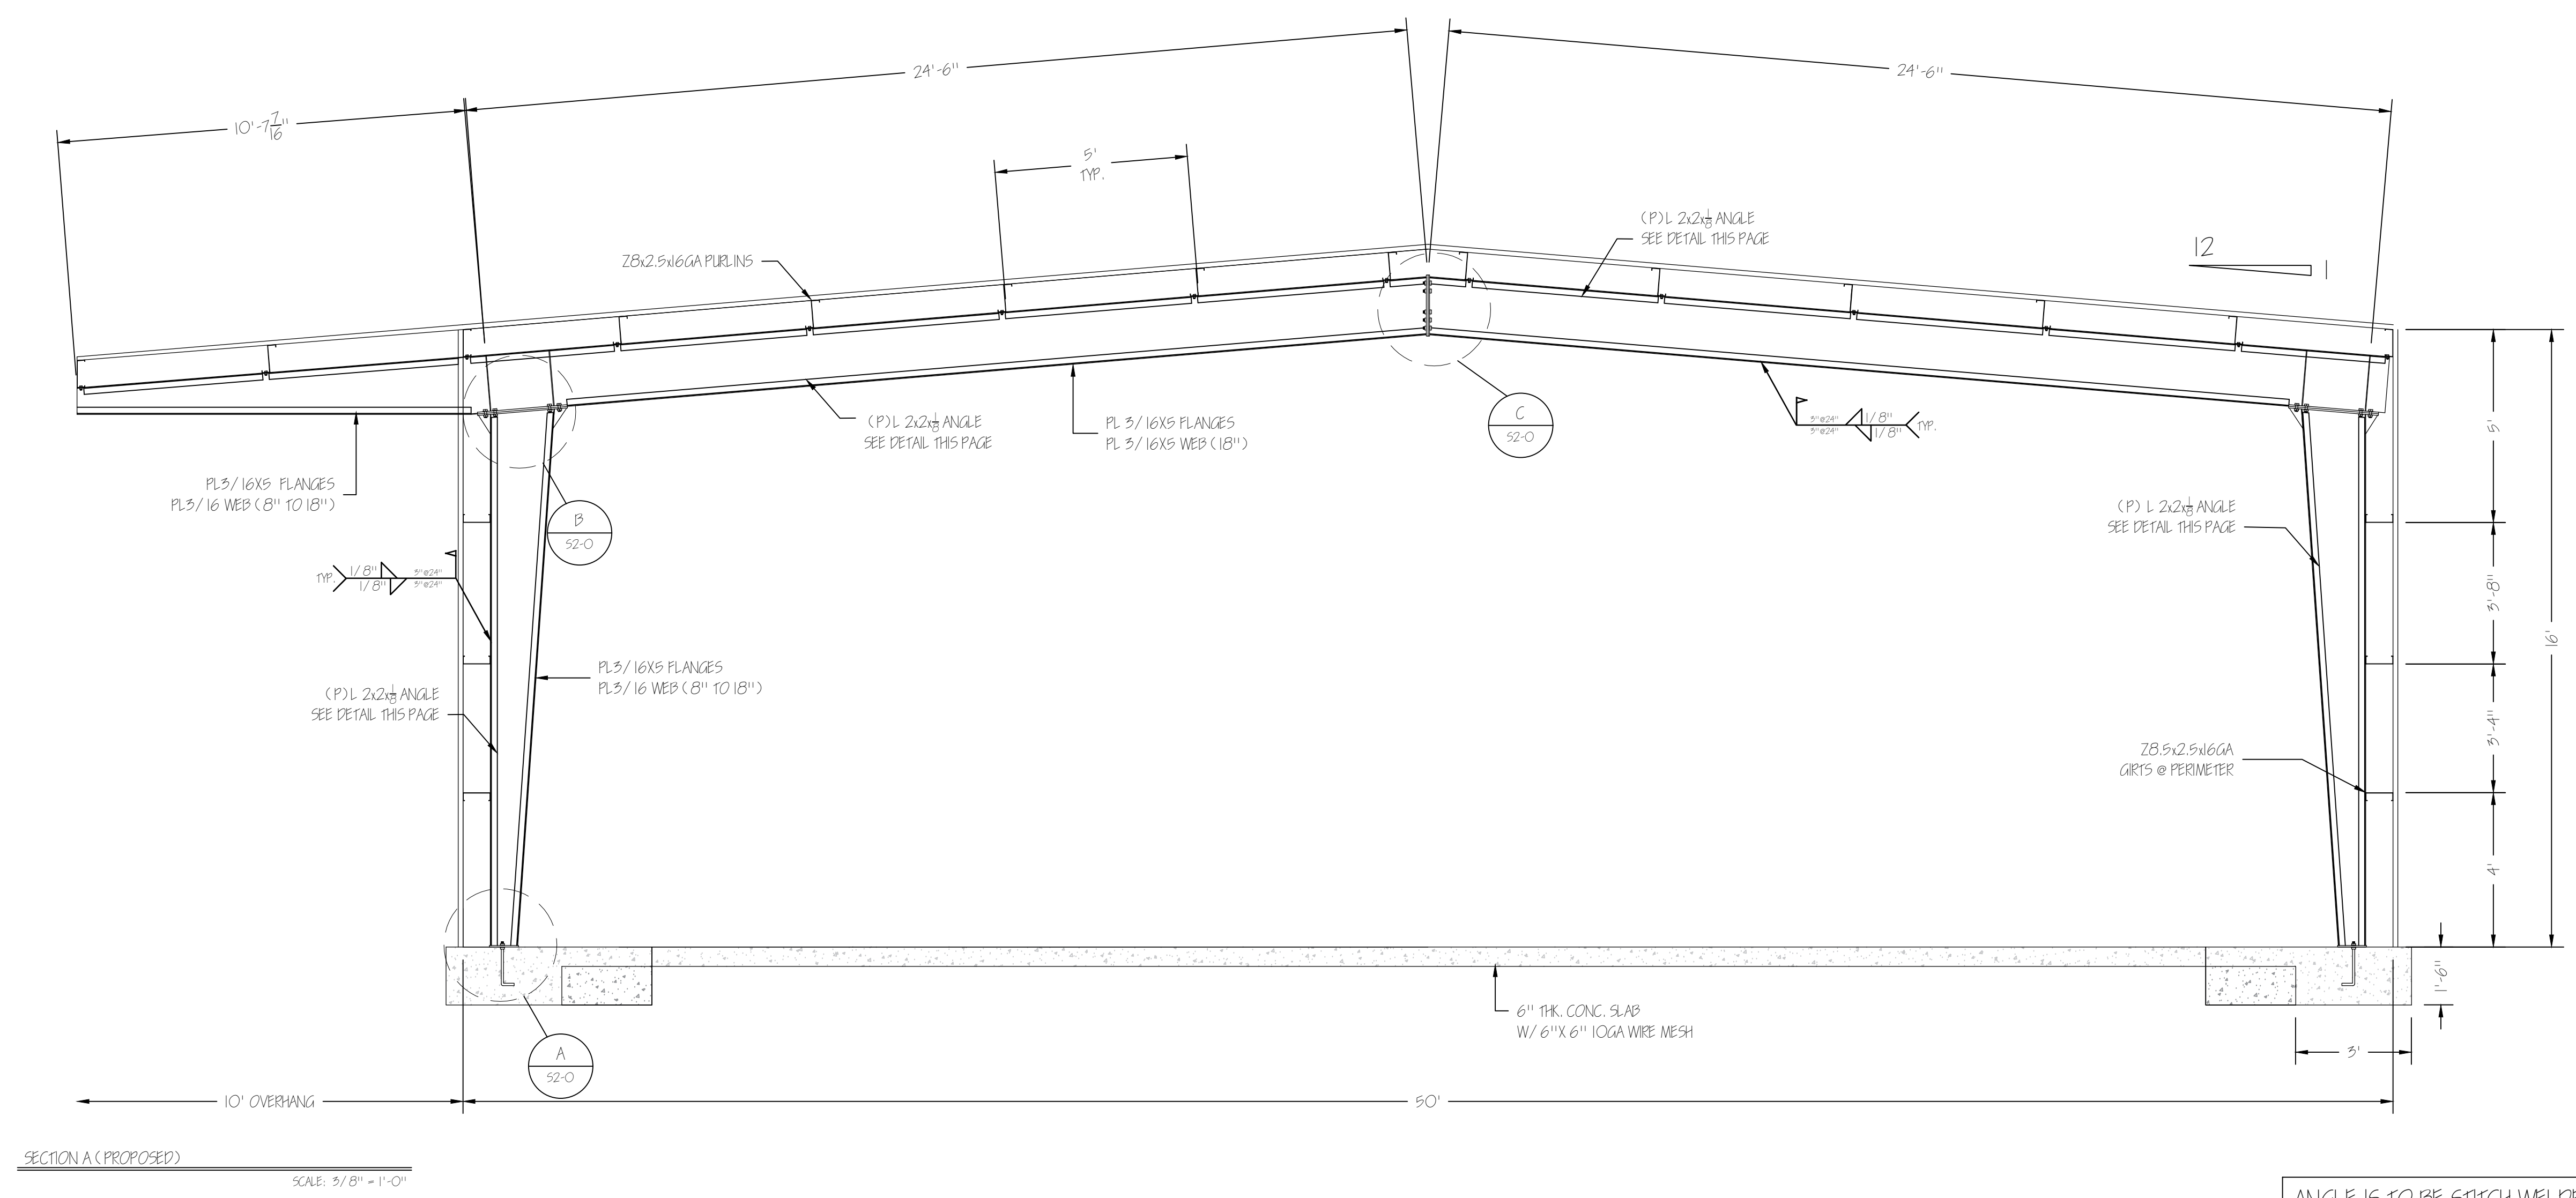 24'-6"
24'-6"
10'-7 7/16"
5'
TYP.
(P) L 2x2x1/8 ANGLE
SEE DETAIL THIS PAGE
12
1
Z8x2.5x16GA PURLINS
(P) L 2x2x1/8 ANGLE
SEE DETAIL THIS PAGE
PL 3/16X5 FLANGES
PL 3/16X5 WEB (18")
C
S2-0
3"@24"
3"@24"
1/8"
1/8"
TYP.
5'
PL3/16X5 FLANGES
PL3/16 WEB (8" TO 18")
B
S2-0
(P) L 2x2x1/8 ANGLE
SEE DETAIL THIS PAGE
TYP.
1/8"
1/8"
3"@24"
3"@24"
3'-8"
16'
PL3/16X5 FLANGES
PL3/16 WEB (8" TO 18")
(P) L 2x2x1/8 ANGLE
SEE DETAIL THIS PAGE
3'-4"
Z8.5x2.5x16GA
GIRTS @ PERIMETER
4'
1'-6"
6" THK. CONC. SLAB
W/ 6"X 6" 10GA WIRE MESH
A
S2-0
3'
10' OVERHANG
50'
SECTION A (PROPOSED)
SCALE: 3/8" = 1'-0"
ANGLE IS TO BE STITCH